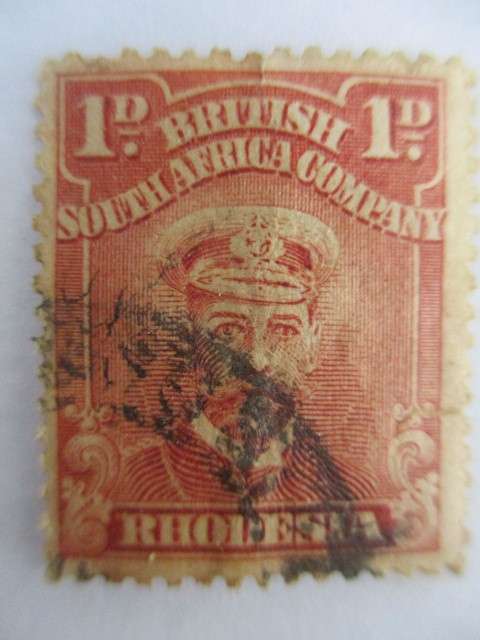 1D. 1D.
BRITISH
SOUTH AFRICA COMPANY
RHODESIA